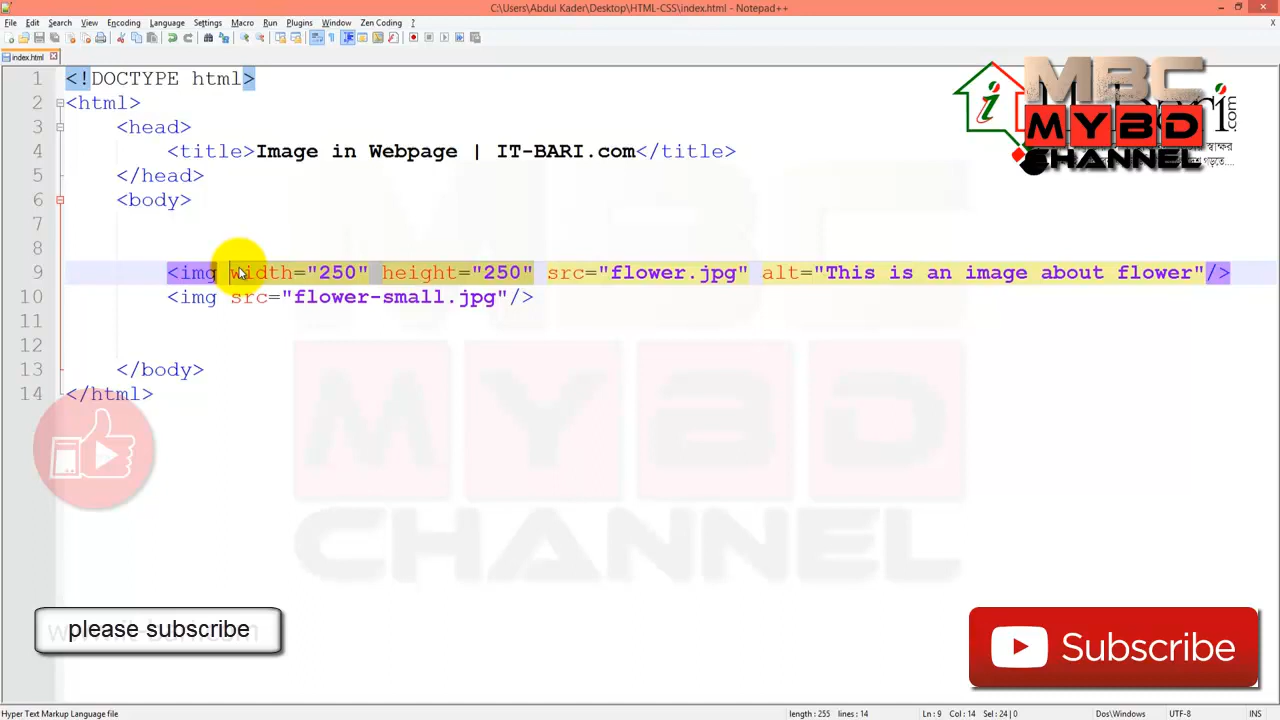 C:\Users\Abdul Kader\Desktop\HTML-CSS\index.html - Notepad++
File Edit Search View Encoding Language Settings Macro Run Plugins Window Zen Coding ?
X
index.html
1 <!DOCTYPE html>
2 <html>
3 <head>
4 <title>Image in Webpage | IT-BARI.com</title>
5 </head>
6 <body>
7
8
9 <img width="250" height="250" src="flower.jpg" alt="This is an image about flower"/>
10 <img src="flower-small.jpg"/>
11
12
13 </body>
14 </html>
MBC
MYBD
CHANNEL
.com
MBC
MYBD
CHANNEL
please subscribe
Subscribe
Hyper Text Markup Language file length : 255 lines : 14 Ln : 9 Col : 14 Sel : 24 | 0 Dos\Windows UTF-8 INS